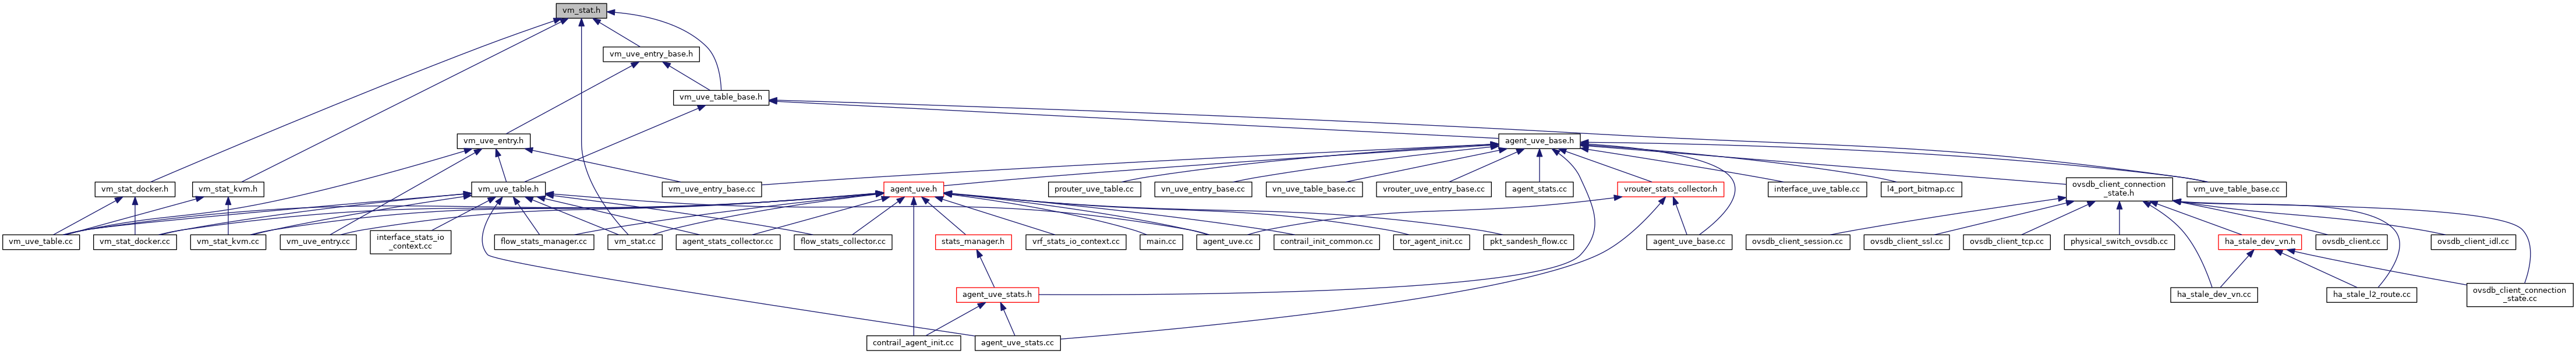 vm_stat.h
vm_uve_entry_base.h
vm_uve_table_base.h
vm_uve_entry.h
agent_uve_base.h
vm_stat_docker.h
vm_stat_kvm.h
vm_uve_table.h
vm_uve_entry_base.cc
agent_uve.h
prouter_uve_table.cc
vn_uve_entry_base.cc
vn_uve_table_base.cc
vrouter_uve_entry_base.cc
agent_stats.cc
vrouter_stats_collector.h
interface_uve_table.cc
l4_port_bitmap.cc
ovsdb_client_connection
_state.h
vm_uve_table_base.cc
vm_uve_table.cc
vm_stat_docker.cc
vm_stat_kvm.cc
vm_uve_entry.cc
interface_stats_io
_context.cc
flow_stats_manager.cc
vm_stat.cc
agent_stats_collector.cc
flow_stats_collector.cc
stats_manager.h
vrf_stats_io_context.cc
main.cc
agent_uve.cc
contrail_init_common.cc
tor_agent_init.cc
pkt_sandesh_flow.cc
agent_uve_base.cc
ovsdb_client_session.cc
ovsdb_client_ssl.cc
ovsdb_client_tcp.cc
physical_switch_ovsdb.cc
ha_stale_dev_vn.h
ovsdb_client.cc
ovsdb_client_idl.cc
agent_uve_stats.h
ha_stale_dev_vn.cc
ha_stale_l2_route.cc
ovsdb_client_connection
_state.cc
contrail_agent_init.cc
agent_uve_stats.cc